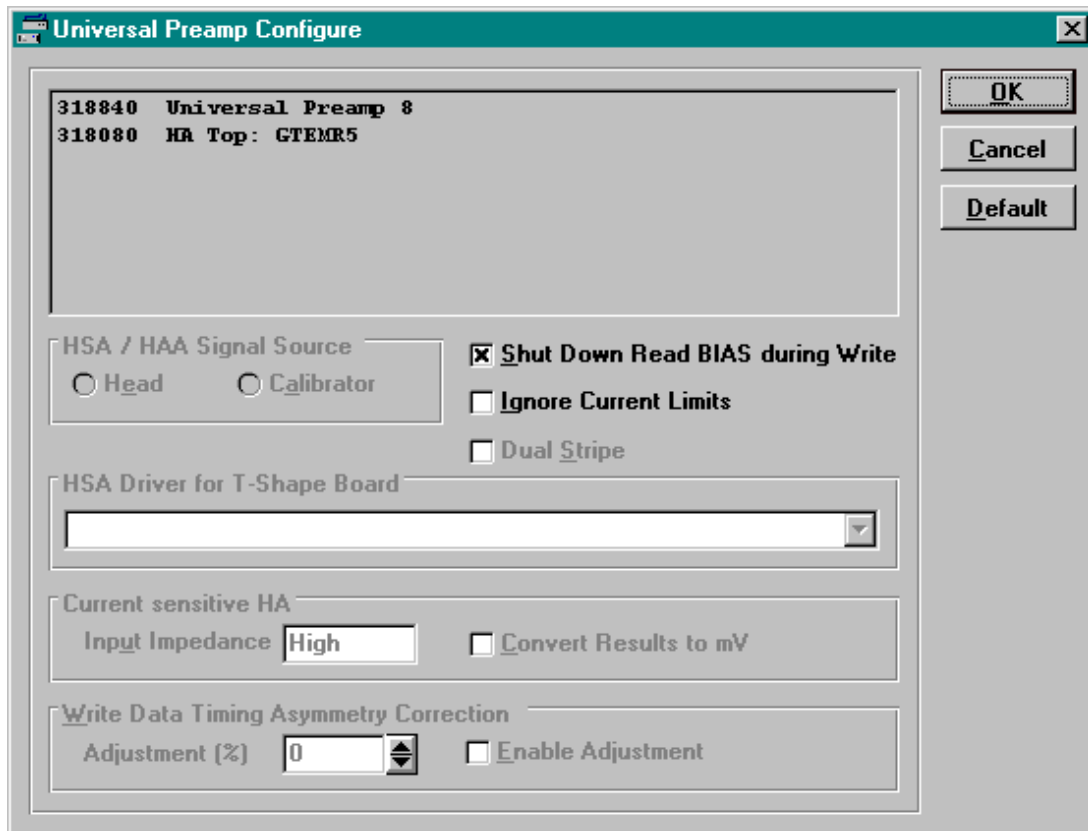 Universal Preamp Configure
318840 Universal Preamp 8
318080 HA Top: GTEMR5
OK
Cancel
Default
HSA / HAA Signal Source
Head
Calibrator
Shut Down Read BIAS during Write
Ignore Current Limits
Dual Stripe
HSA Driver for T-Shape Board
Current sensitive HA
Input Impedance High
Convert Results to mV
Write Data Timing Asymmetry Correction
Adjustment (%) 0
Enable Adjustment